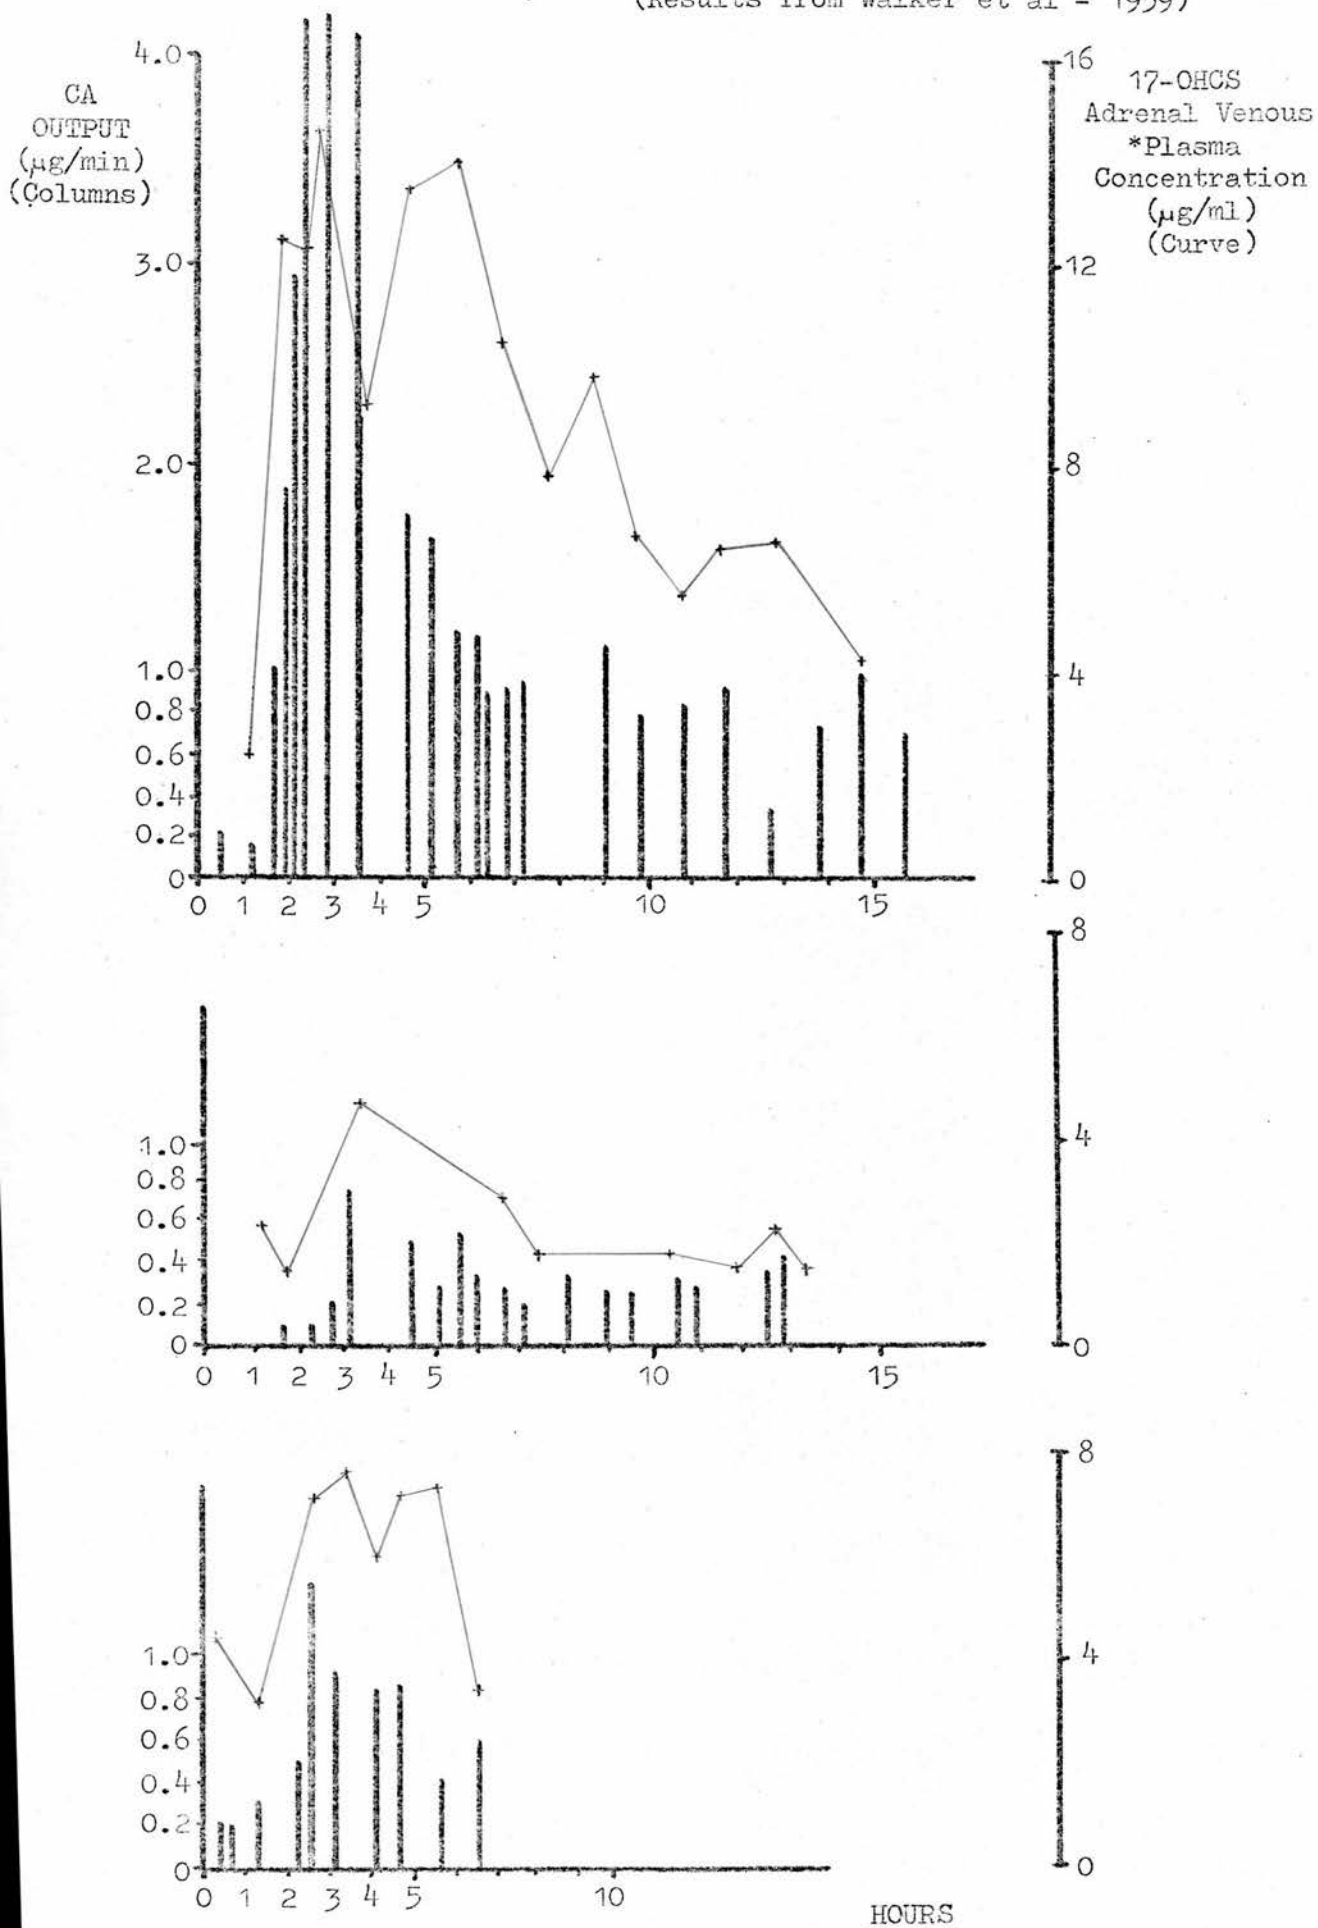 (Results from Walker et al - 1959)
4.0
CA
OUTPUT
(µg/min)
(Columns)
3.0
2.0
1.0
0.8
0.6
0.4
0.2
0
16
17-OHCS
Adrenal Venous
*Plasma
Concentration
(µg/ml)
(Curve)
12
8
4
0
0 1 2 3 4 5 10 15
1.0
0.8
0.6
0.4
0.2
0
8
4
0
0 1 2 3 4 5 10 15
1.0
0.8
0.6
0.4
0.2
0
8
4
0
0 1 2 3 4 5 10
HOURS